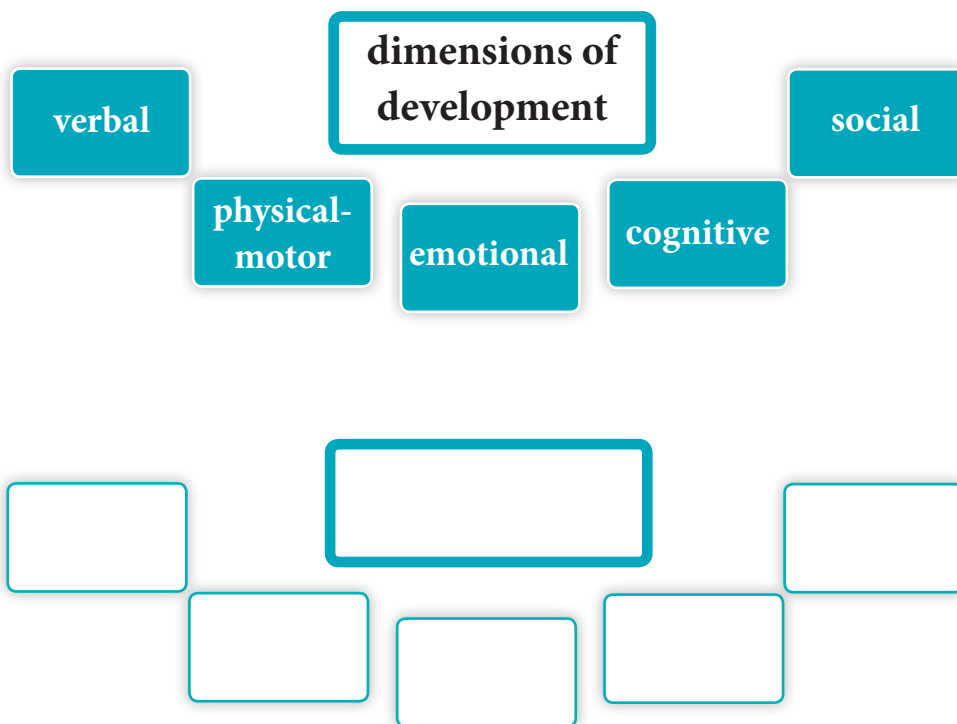 dimensions of
development
verbal
social
physical-
motor
emotional
cognitive